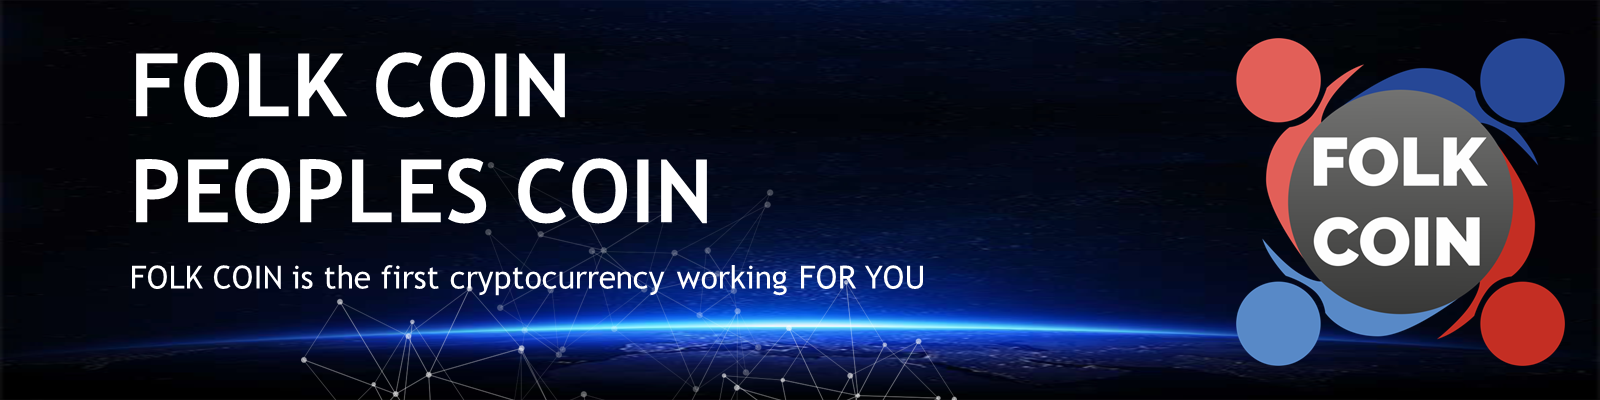 FOLK COIN
PEOPLES COIN
FOLK COIN is the first cryptocurrency working FOR YOU
FOLK
COIN